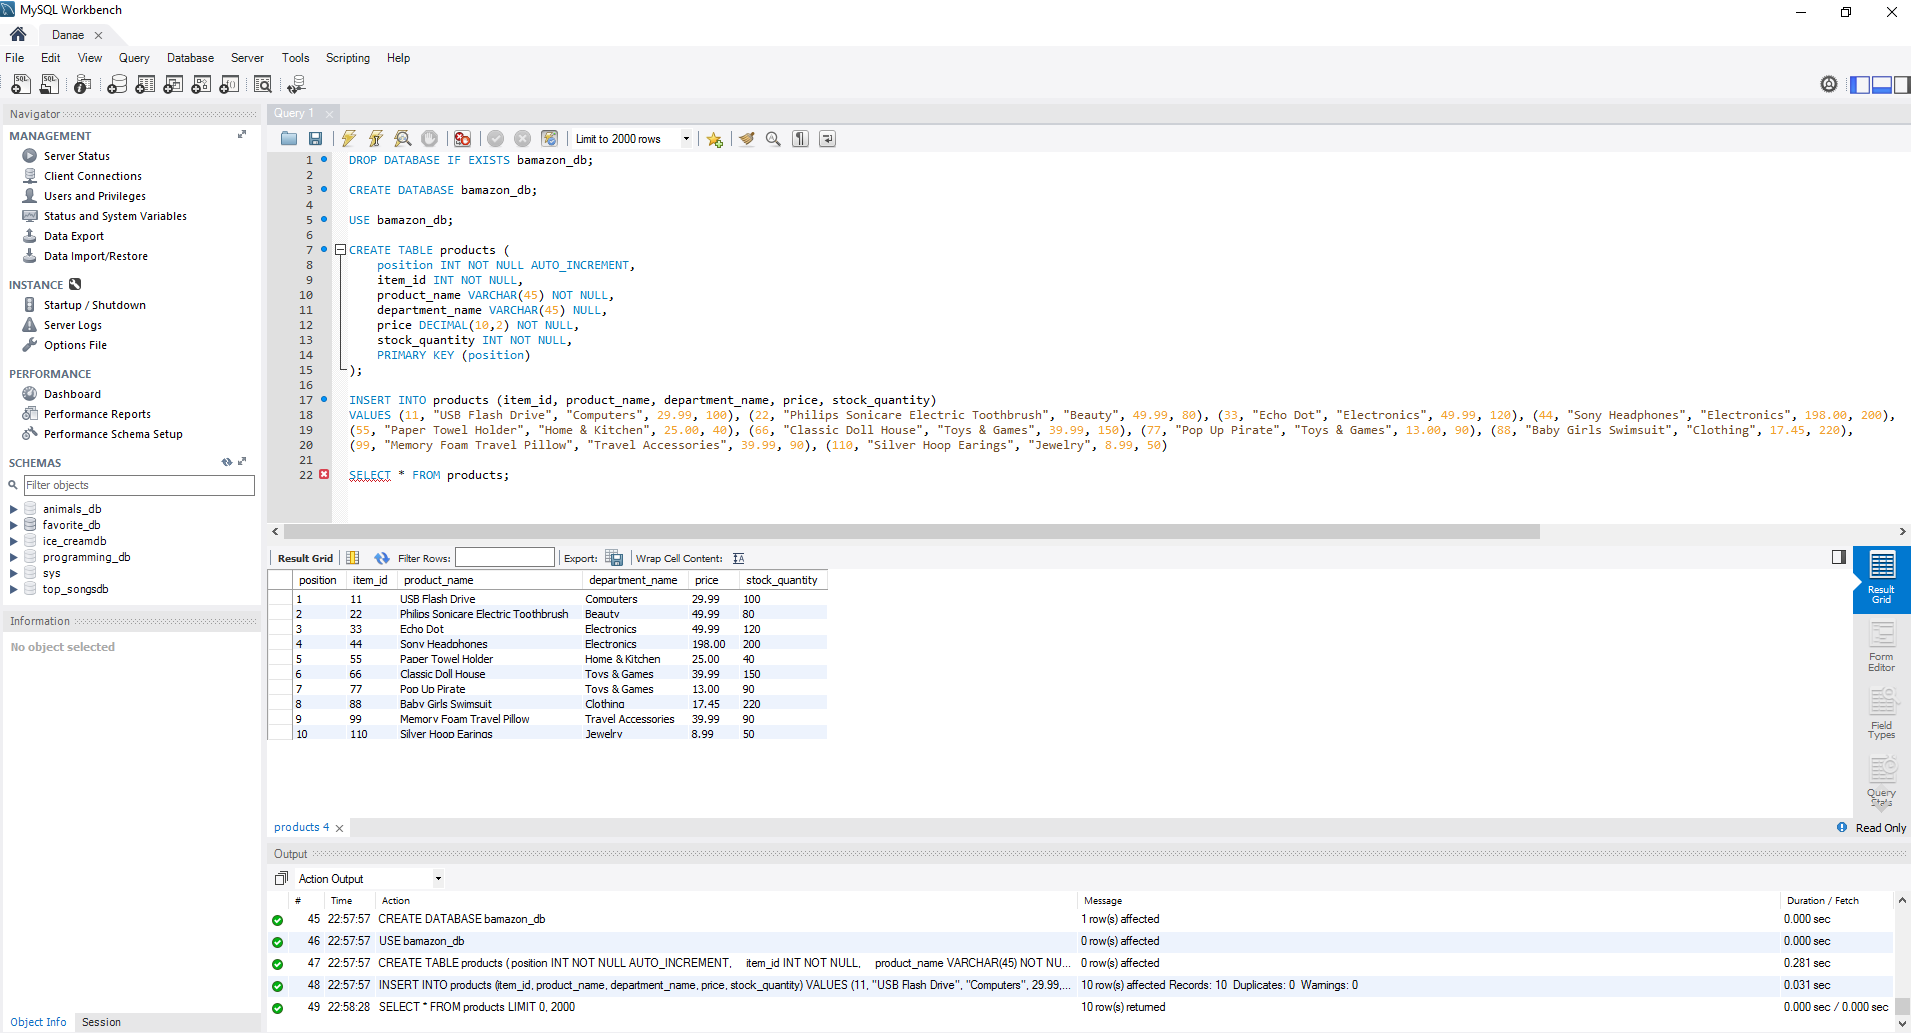 MySQL Workbench
Danae
File Edit View Query Database Server Tools Scripting Help
Navigator
MANAGEMENT
Server Status
Client Connections
Users and Privileges
Status and System Variables
Data Export
Data Import/Restore
INSTANCE
Startup / Shutdown
Server Logs
Options File
PERFORMANCE
Dashboard
Performance Reports
Performance Schema Setup
SCHEMAS
Filter objects
animals_db
favorite_db
ice_creamdb
programming_db
sys
top_songsdb
Information
No object selected
Object Info Session
Query 1
Limit to 2000 rows
1 DROP DATABASE IF EXISTS bamazon_db;
2
3 CREATE DATABASE bamazon_db;
4
5 USE bamazon_db;
6
7 CREATE TABLE products (
8 position INT NOT NULL AUTO_INCREMENT,
9 item_id INT NOT NULL,
10 product_name VARCHAR(45) NOT NULL,
11 department_name VARCHAR(45) NULL,
12 price DECIMAL(10,2) NOT NULL,
13 stock_quantity INT NOT NULL,
14 PRIMARY KEY (position)
15 );
16
17 INSERT INTO products (item_id, product_name, department_name, price, stock_quantity)
18 VALUES (11, "USB Flash Drive", "Computers", 29.99, 100), (22, "Philips Sonicare Electric Toothbrush", "Beauty", 49.99, 80), (33, "Echo Dot", "Electronics", 49.99, 120), (44, "Sony Headphones", "Electronics", 198.00, 200),
19 (55, "Paper Towel Holder", "Home & Kitchen", 25.00, 40), (66, "Classic Doll House", "Toys & Games", 39.99, 150), (77, "Pop Up Pirate", "Toys & Games", 13.00, 90), (88, "Baby Girls Swimsuit", "Clothing", 17.45, 220),
20 (99, "Memory Foam Travel Pillow", "Travel Accessories", 39.99, 90), (110, "Silver Hoop Earings", "Jewelry", 8.99, 50)
21
22 SELECT * FROM products;
Result Grid Filter Rows: Export: Wrap Cell Content:
position item_id product_name department_name price stock_quantity
1 11 USB Flash Drive Computers 29.99 100
2 22 Philips Sonicare Electric Toothbrush Beauty 49.99 80
3 33 Echo Dot Electronics 49.99 120
4 44 Sony Headphones Electronics 198.00 200
5 55 Paper Towel Holder Home & Kitchen 25.00 40
6 66 Classic Doll House Toys & Games 39.99 150
7 77 Pop Up Pirate Toys & Games 13.00 90
8 88 Baby Girls Swimsuit Clothing 17.45 220
9 99 Memory Foam Travel Pillow Travel Accessories 39.99 90
10 110 Silver Hoop Earings Jewelry 8.99 50
Result
Grid
Form
Editor
Field
Types
Query
Stats
products 4
Read Only
Output
Action Output
# Time Action Message Duration / Fetch
45 22:57:57 CREATE DATABASE bamazon_db 1 row(s) affected 0.000 sec
46 22:57:57 USE bamazon_db 0 row(s) affected 0.000 sec
47 22:57:57 CREATE TABLE products ( position INT NOT NULL AUTO_INCREMENT, item_id INT NOT NULL, product_name VARCHAR(45) NOT NU... 0 row(s) affected 0.281 sec
48 22:57:57 INSERT INTO products (item_id, product_name, department_name, price, stock_quantity) VALUES (11, "USB Flash Drive", "Computers", 29.99,... 10 row(s) affected Records: 10 Duplicates: 0 Warnings: 0 0.031 sec
49 22:58:28 SELECT * FROM products LIMIT 0, 2000 10 row(s) returned 0.000 sec / 0.000 sec